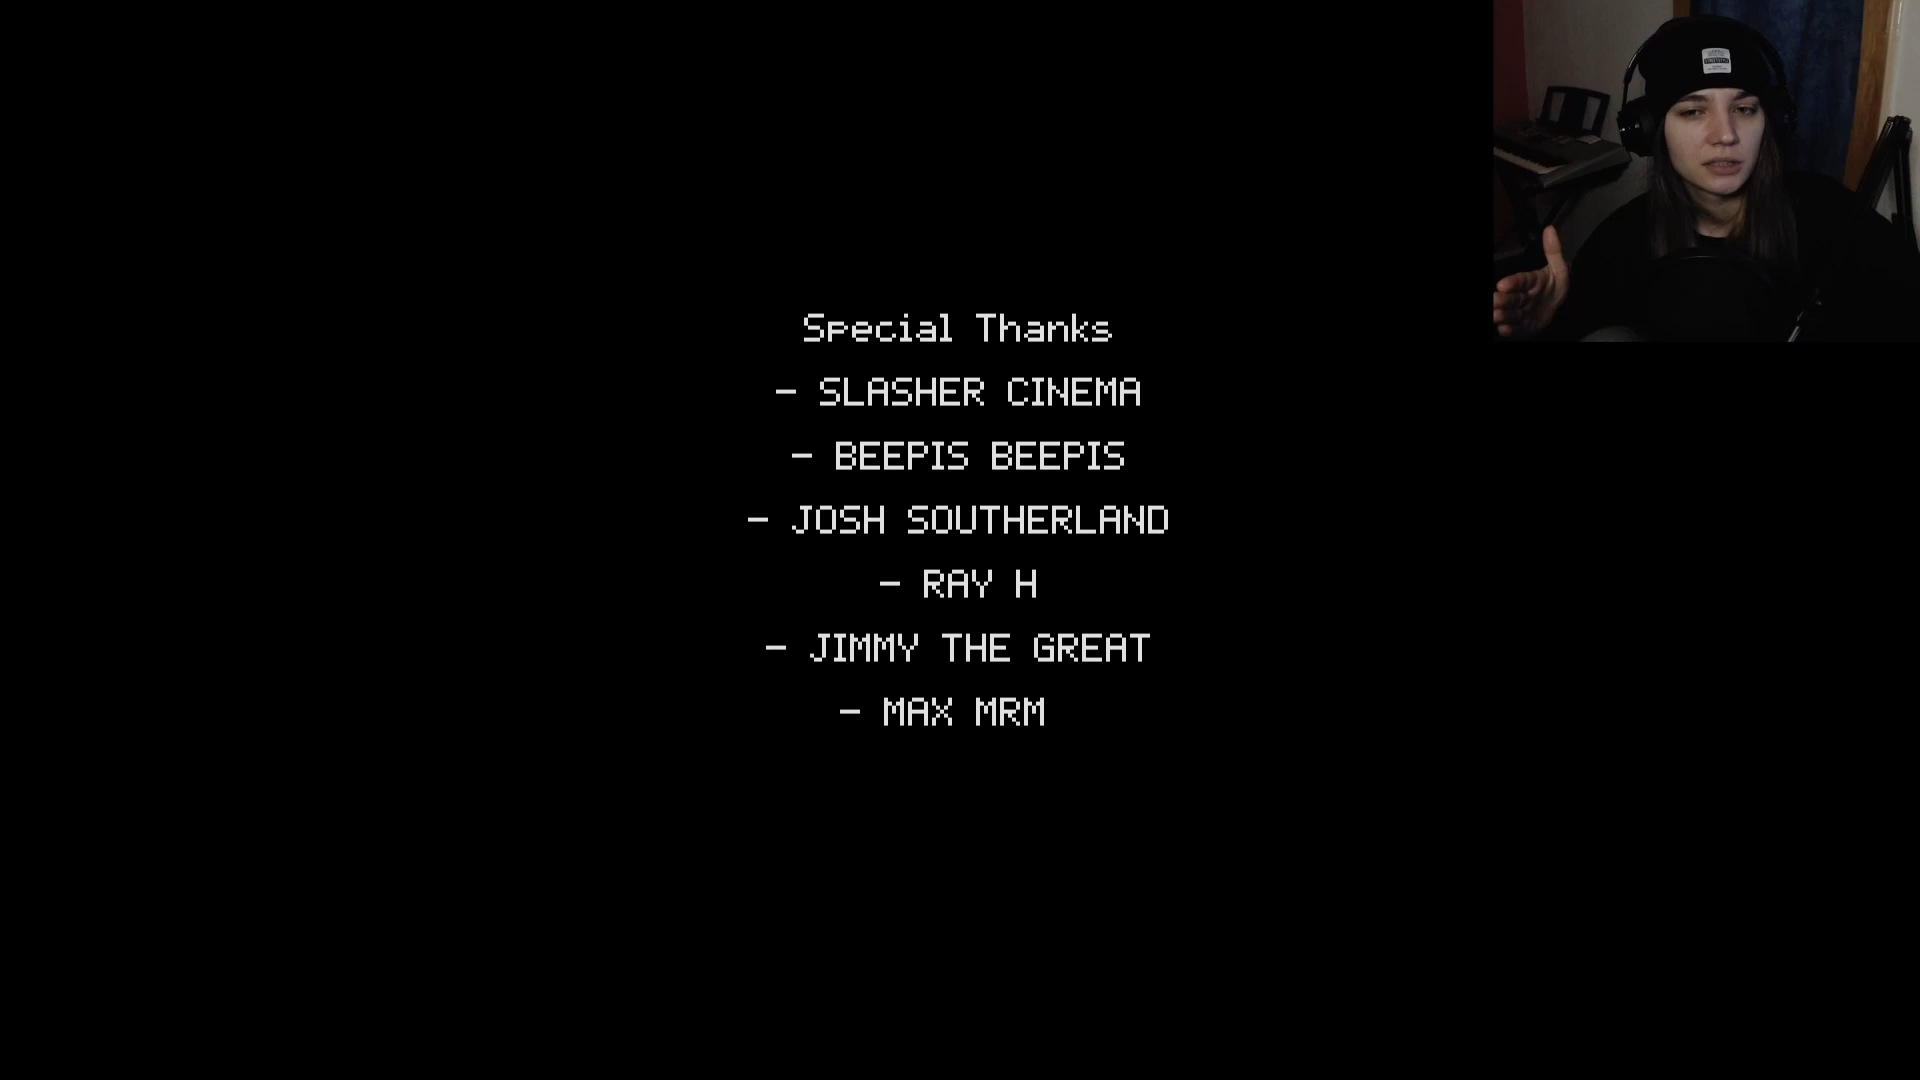 Special Thanks
- SLASHER CINEMA
- BEEPIS BEEPIS
- JOSH SOUTHERLAND
- RAY H
- JIMMY THE GREAT
- MAX MRM